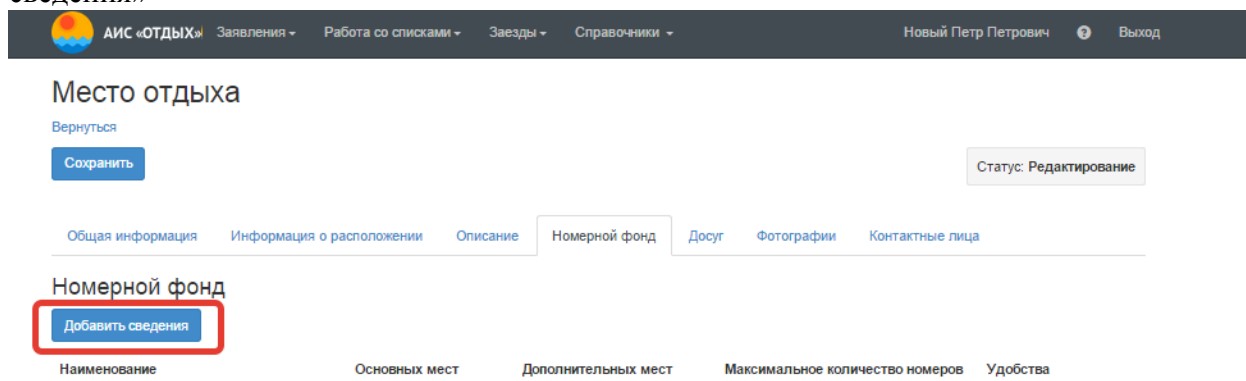 сведения»
АИС «ОТДЫХ» Заявления Работа со списками Заезды Справочники Новый Петр Петрович ? Выход
Место отдыха
Вернуться
Сохранить
Статус: Редактирование
Общая информация Информация о расположении Описание Номерной фонд Досуг Фотографии Контактные лица
Номерной фонд
Добавить сведения
Наименование Основных мест Дополнительных мест Максимальное количество номеров Удобства